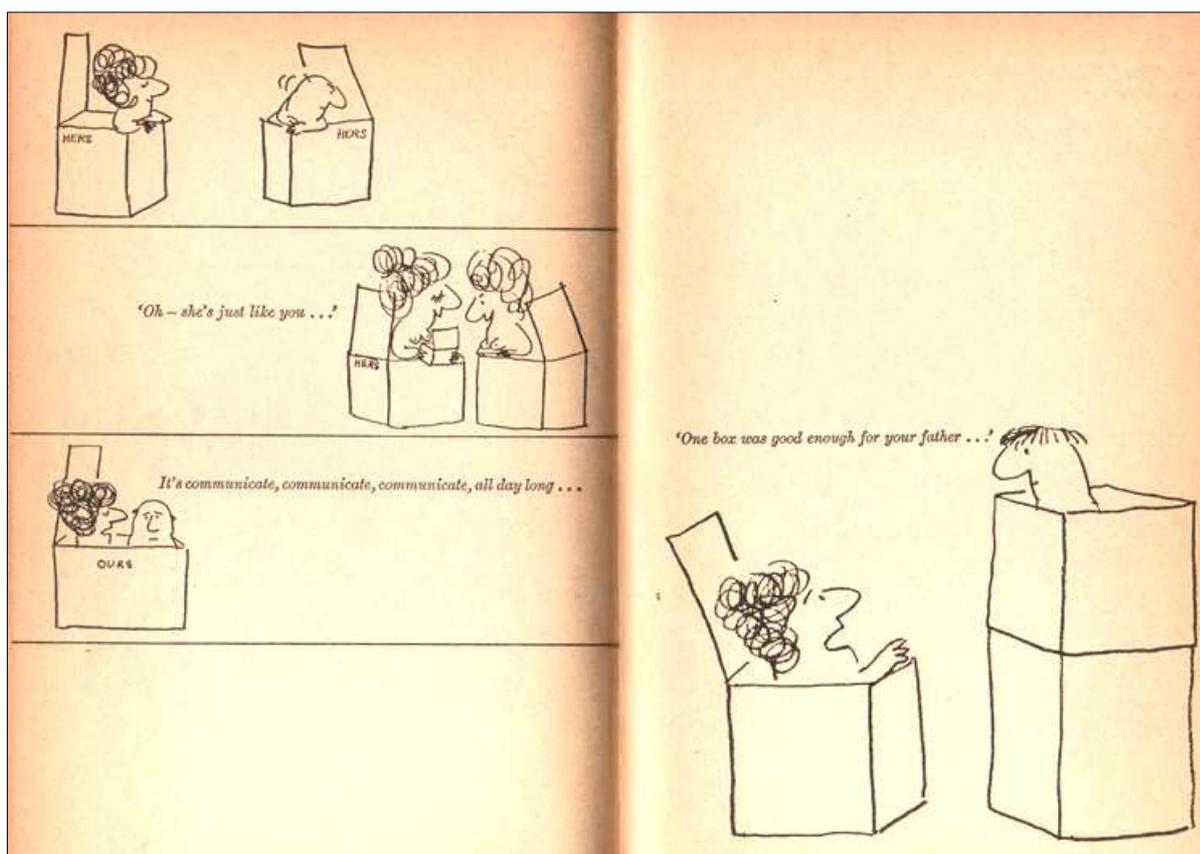 HERS
HERS
'Oh – she's just like you . . .'
HERS
It's communicate, communicate, communicate, all day long . . .
OURS
'One box was good enough for your father . . .'